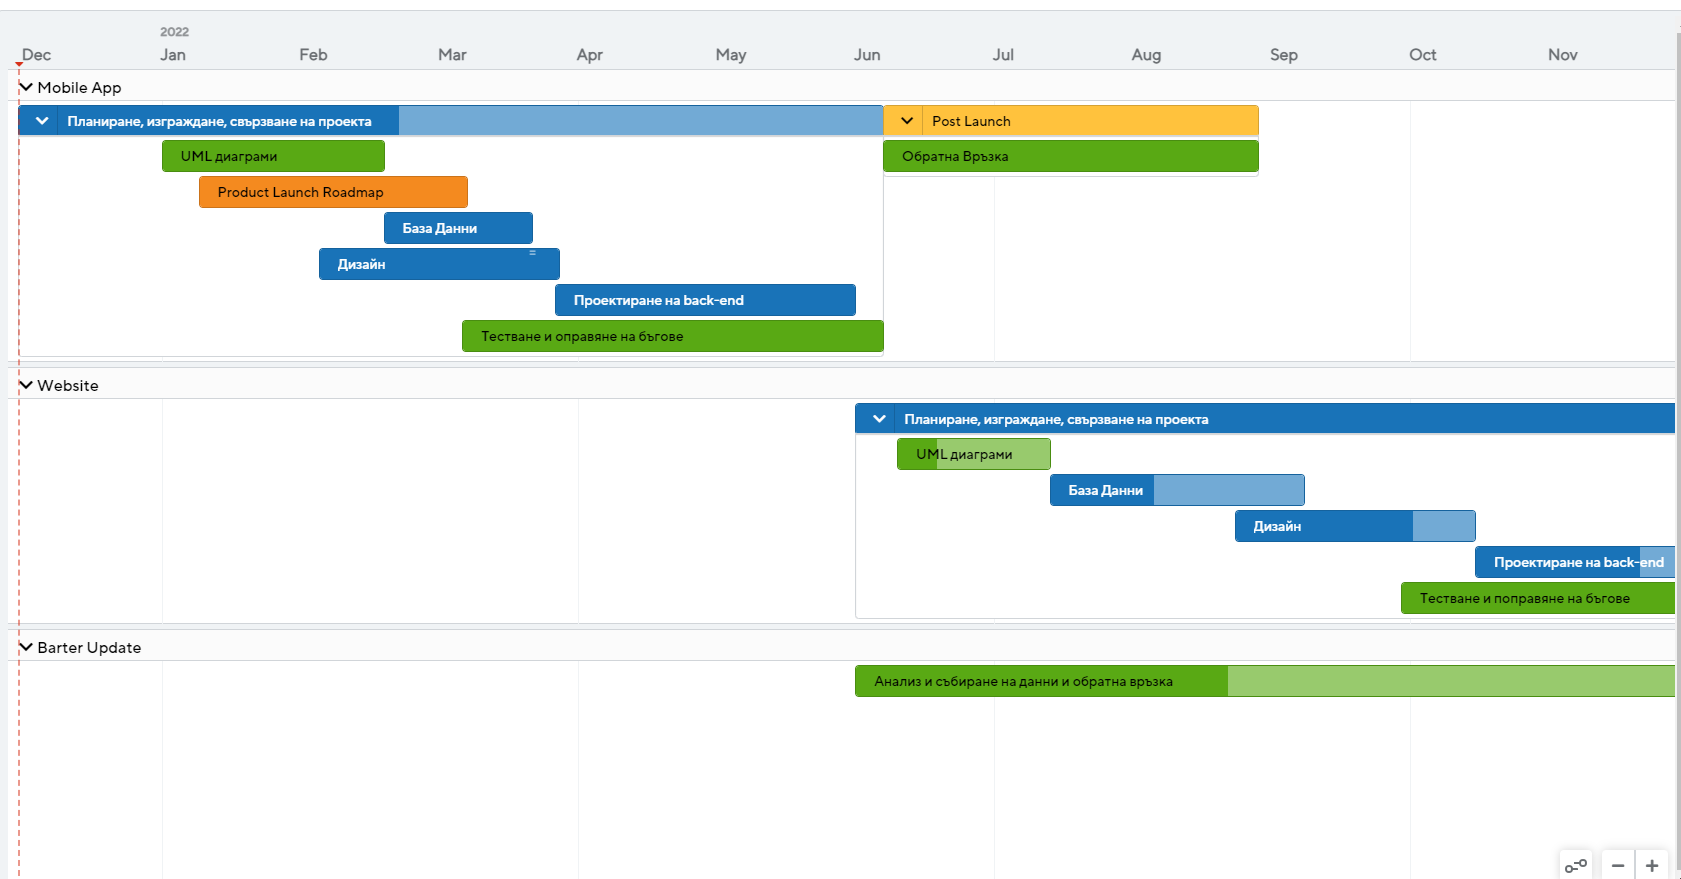 2022
Dec Jan Feb Mar Apr May Jun Jul Aug Sep Oct Nov
Mobile App
Планиране, изграждане, свързване на проекта
Post Launch
UML диаграми
Обратна Връзка
Product Launch Roadmap
База Данни
Дизайн
Проектиране на back-end
Тестване и оправяне на бъгове
Website
Планиране, изграждане, свързване на проекта
UML диаграми
База Данни
Дизайн
Проектиране на back-end
Тестване и поправяне на бъгове
Barter Update
Анализ и събиране на данни и обратна връзка